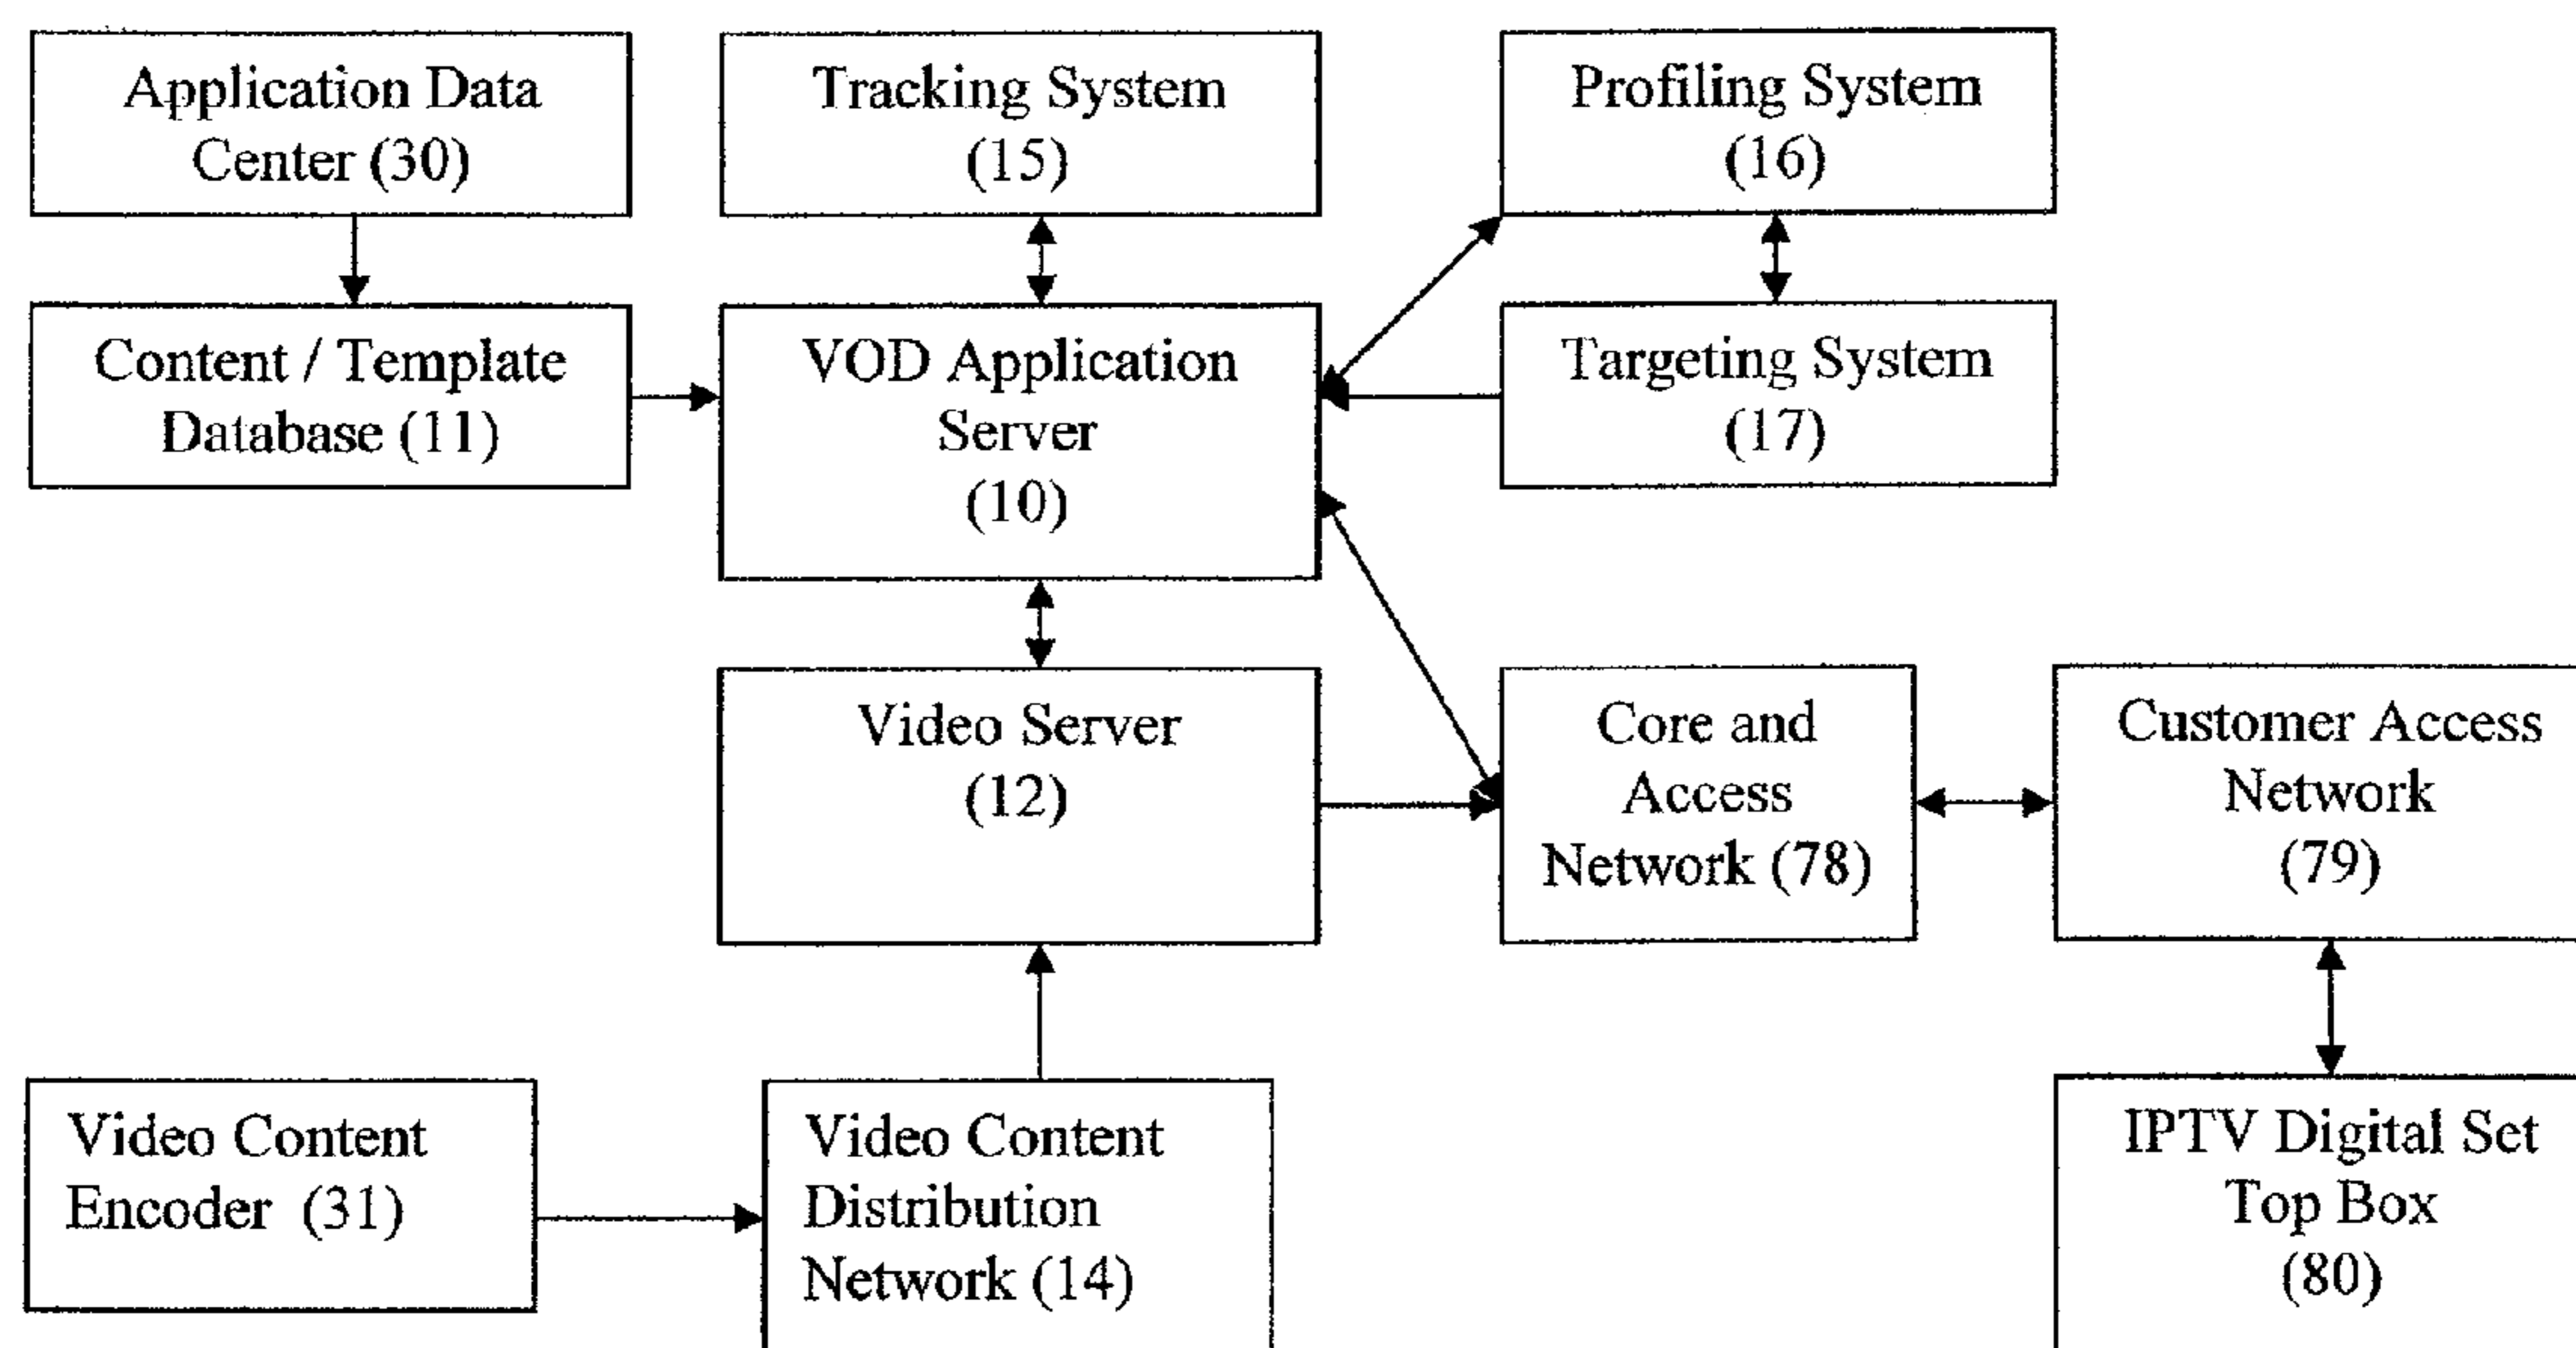 Application Data
Center (30)
Tracking System
(15)
Profiling System
(16)
Content / Template
Database (11)
VOD Application
Server
(10)
Targeting System
(17)
Video Server
(12)
Core and
Access
Network (78)
Customer Access
Network
(79)
Video Content
Encoder (31)
Video Content
Distribution
Network (14)
IPTV Digital Set
Top Box
(80)